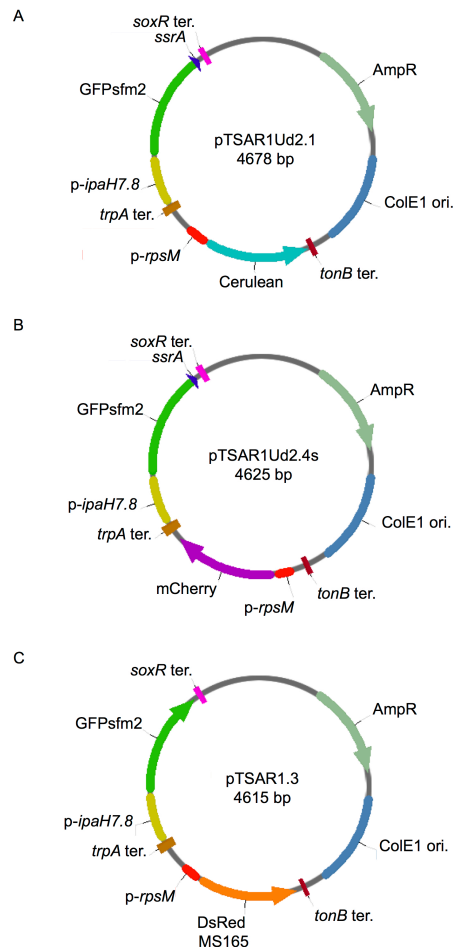 A
soxR ter.
ssrA
GFPsfm2
AmpR
pTSAR1Ud2.1
4678 bp
p-ipaH7.8
trpA ter.
ColE1 ori.
p-rpsM
Cerulean
tonB ter.
B
soxR ter.
ssrA
GFPsfm2
AmpR
pTSAR1Ud2.4s
4625 bp
p-ipaH7.8
trpA ter.
ColE1 ori.
mCherry
p-rpsM
tonB ter.
C
soxR ter.
GFPsfm2
AmpR
pTSAR1.3
4615 bp
p-ipaH7.8
trpA ter.
ColE1 ori.
p-rpsM
DsRed
MS165
tonB ter.